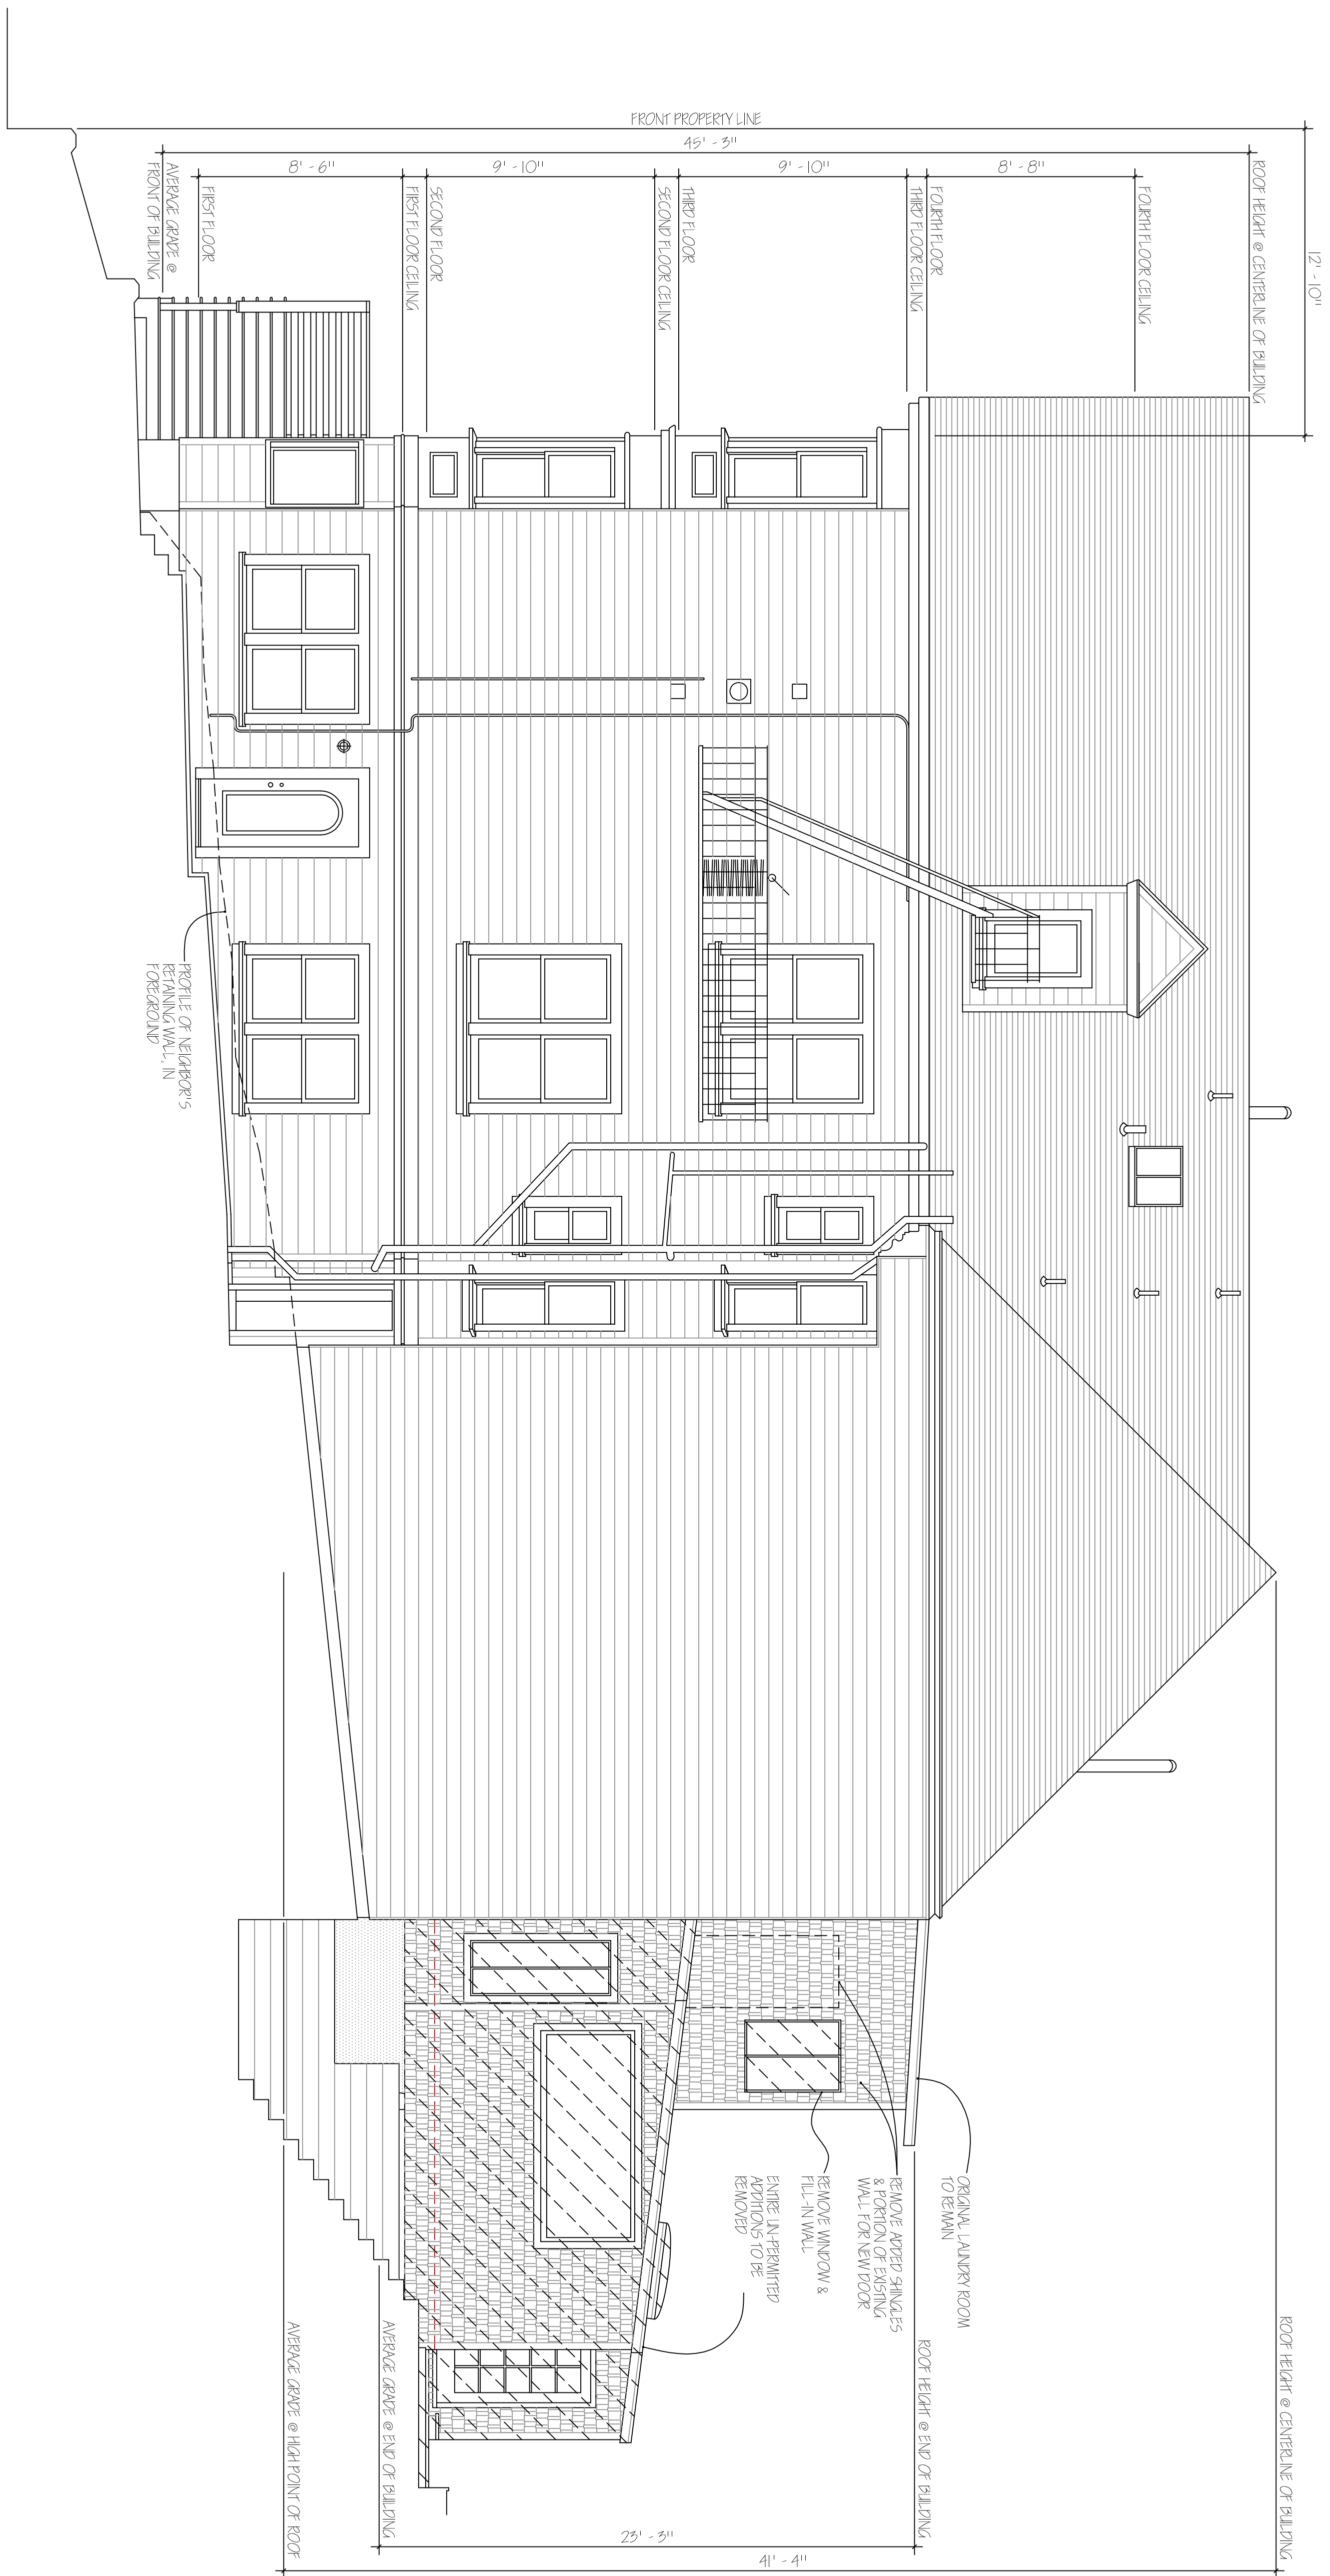 FRONT PROPERTY LINE
45' - 3"
8' - 6"
9' - 10"
9' - 10"
8' - 8"
12' - 10"
ROOF HEIGHT @ CENTERLINE OF BUILDING
FOURTH FLOOR CEILING
FOURTH FLOOR
THIRD FLOOR CEILING
THIRD FLOOR
SECOND FLOOR CEILING
SECOND FLOOR
FIRST FLOOR CEILING
FIRST FLOOR
AVERAGE GRADE @
FRONT OF BUILDING
PROFILE OF NEIGHBOR'S
RETAINING WALL, IN
FOREGROUND
ORIGINAL LAUNDRY ROOM
TO REMAIN
REMOVE ADDED SHINGLES
& PORTION OF EXISTING
WALL FOR NEW DOOR
REMOVE WINDOW &
FILL-IN WALL
ENTIRE UN-PERMITTED
ADDITIONS TO BE
REMOVED
ROOF HEIGHT @ CENTERLINE OF BUILDING
ROOF HEIGHT @ END OF BUILDING
AVERAGE GRADE @ END OF BUILDING
AVERAGE GRADE @ HIGH POINT OF ROOF
23' - 3"
41' - 4"